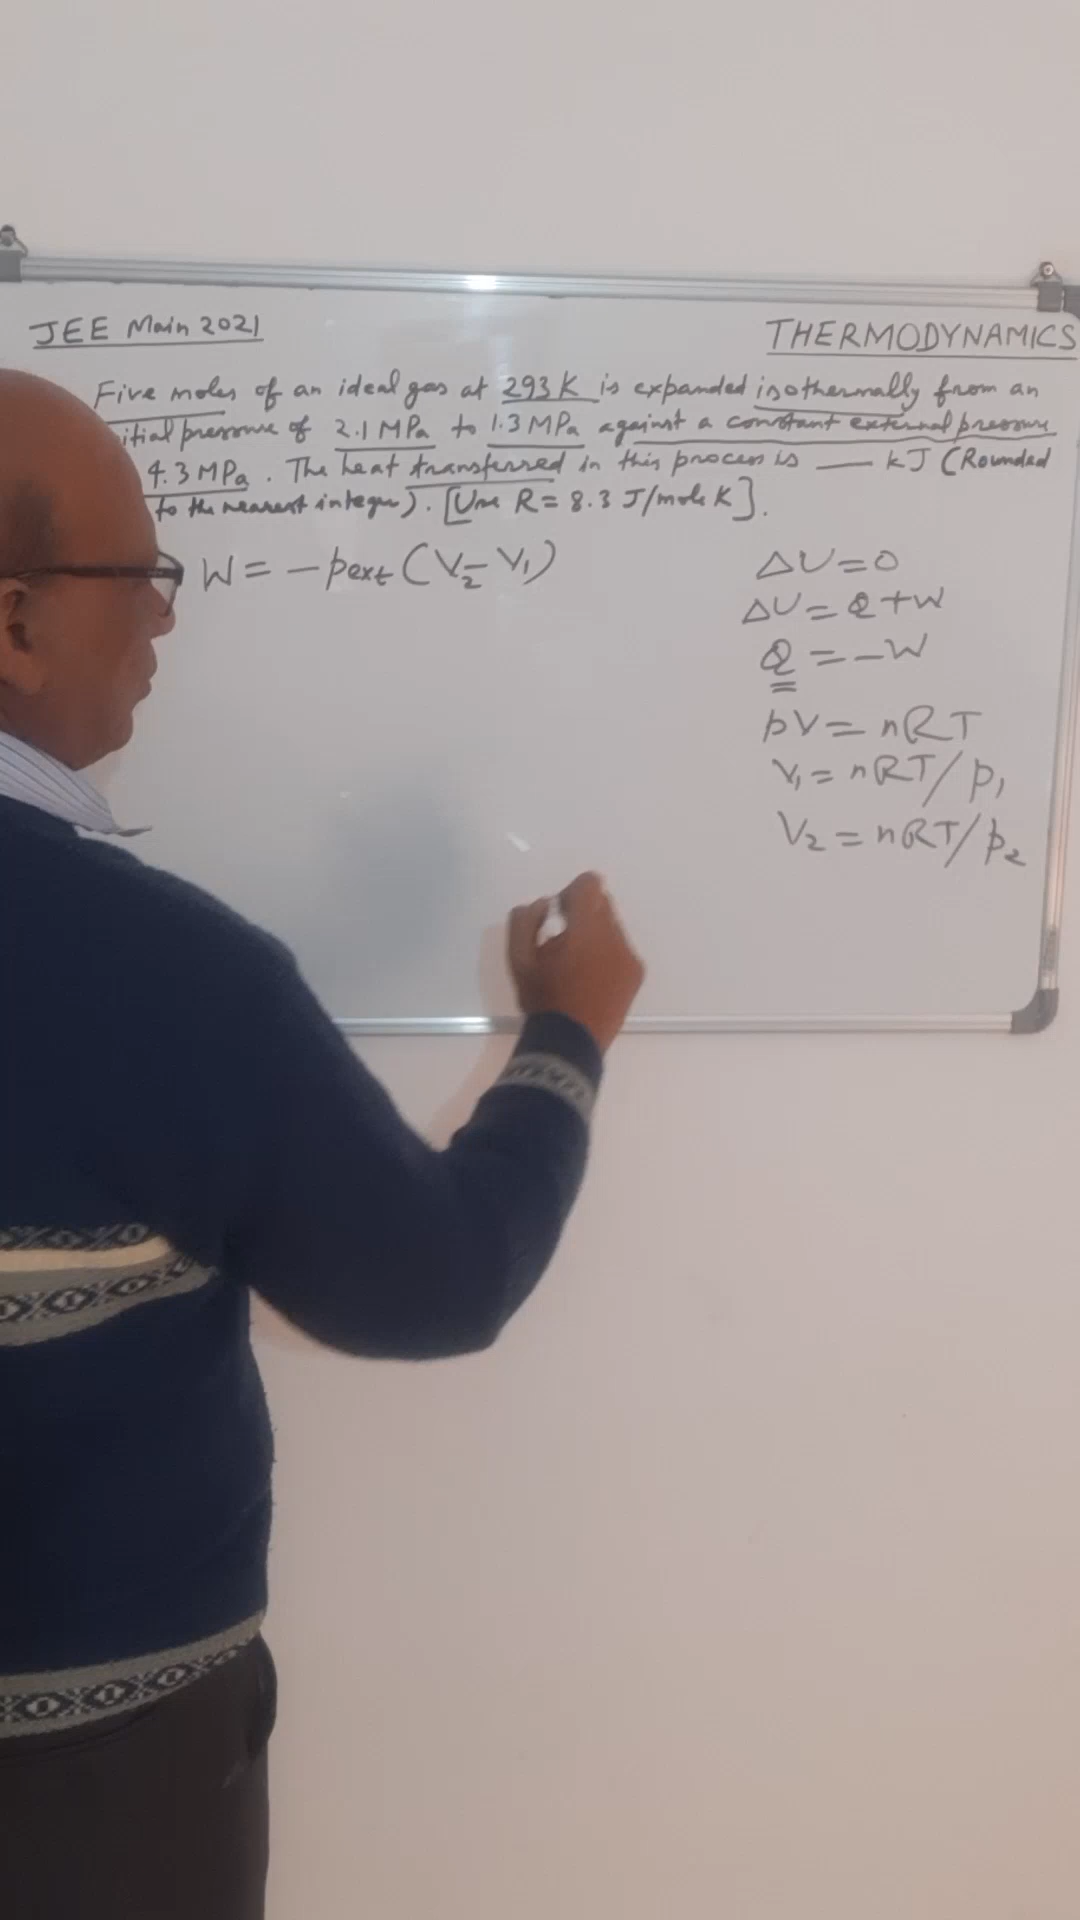 JEE Main 2021
THERMODYNAMICS
Five moles of an ideal gas at 293 K is expanded isothermally from an
itial pressure of 2.1 MPa to 1.3 MPa against a constant external pressure
4.3 MPa. The heat transferred in this process is ___ kJ (Rounded
to the nearest integer). [Use R = 8.3 J/mole K].
W = -pext (V2 - V1)
ΔU = 0
ΔU = Q + W
Q = -W
pV = nRT
V1 = nRT/p1
V2 = nRT/p2